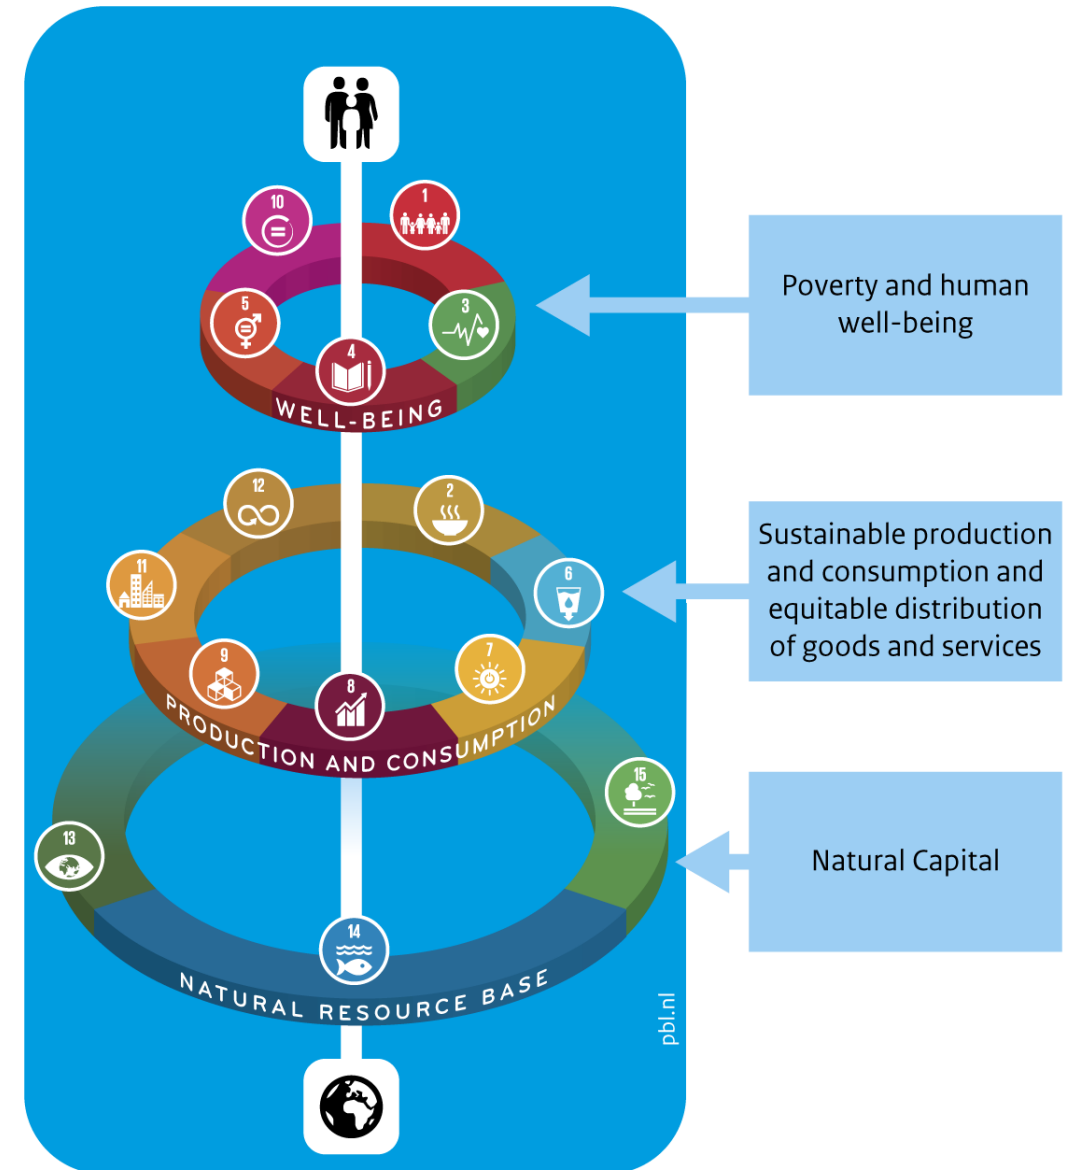 10
1
5
3
4
WELL-BEING
Poverty and human
well-being
12
2
11
6
9
7
8
PRODUCTION AND CONSUMPTION
Sustainable production
and consumption and
equitable distribution
of goods and services
15
13
14
NATURAL RESOURCE BASE
Natural Capital
pbl.nl